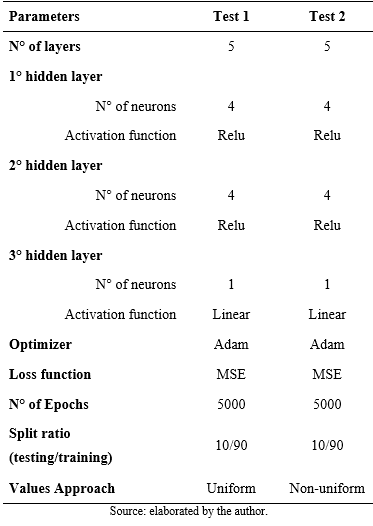 Parameters Test 1 Test 2
N° of layers 5 5
1° hidden layer
N° of neurons 4 4
Activation function Relu Relu
2° hidden layer
N° of neurons 4 4
Activation function Relu Relu
3° hidden layer
N° of neurons 1 1
Activation function Linear Linear
Optimizer Adam Adam
Loss function MSE MSE
N° of Epochs 5000 5000
Split ratio
(testing/training) 10/90 10/90
Values Approach Uniform Non-uniform
Source: elaborated by the author.